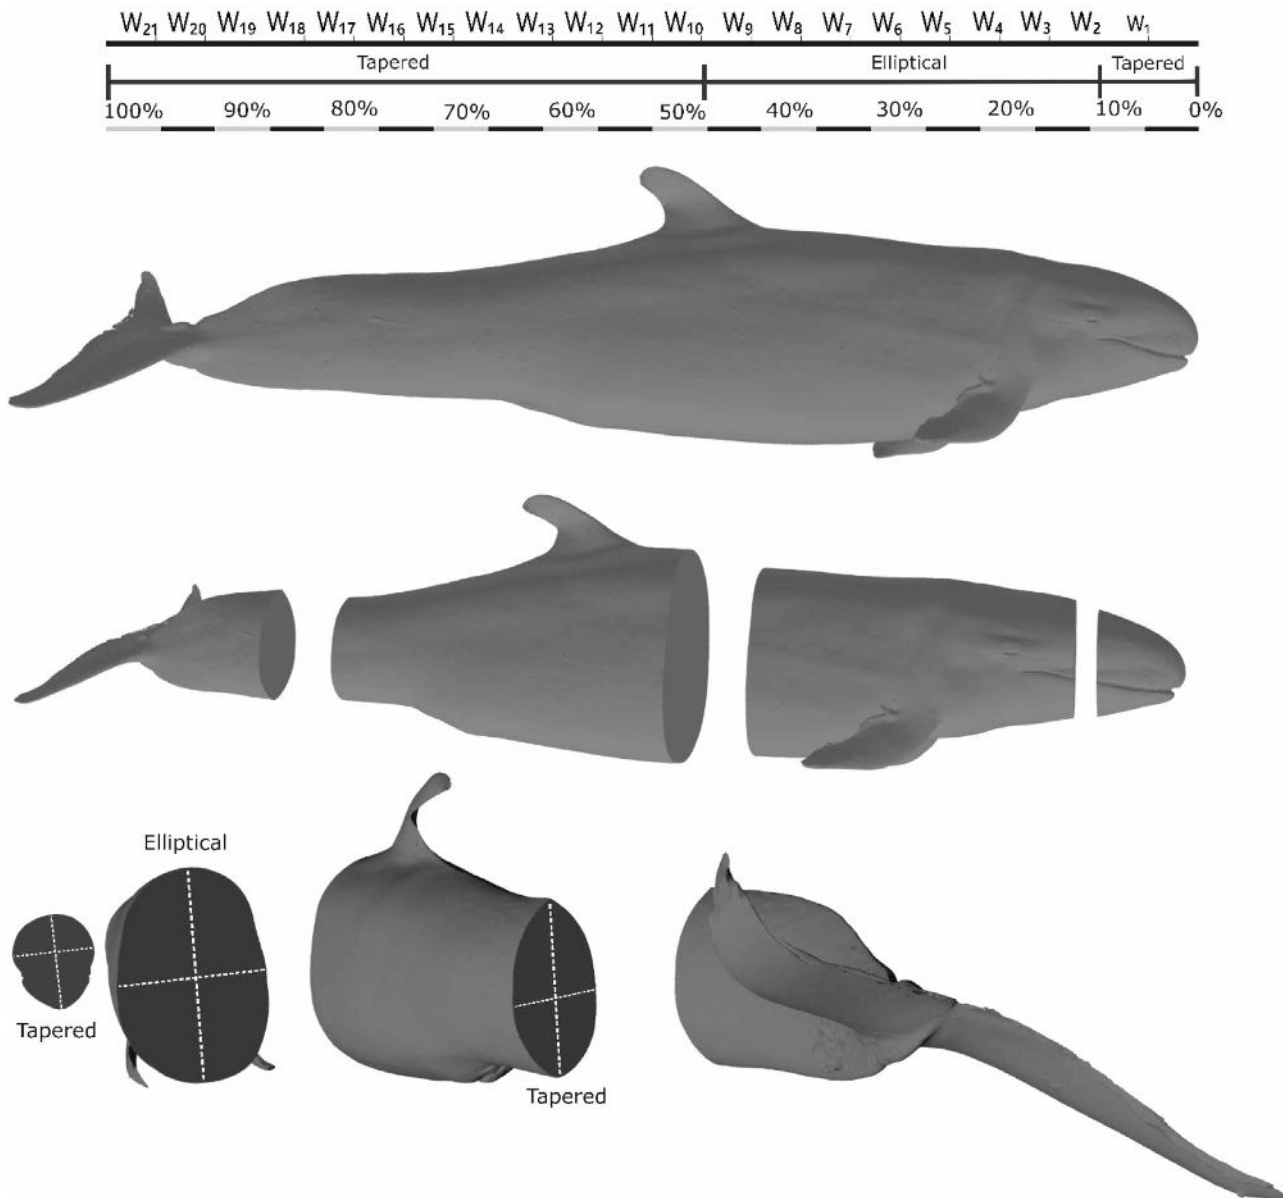 W21 W20 W19 W18 W17 W16 W15 W14 W13 W12 W11 W10 W9 W8 W7 W6 W5 W4 W3 W2 W1
Tapered Elliptical Tapered
100% 90% 80% 70% 60% 50% 40% 30% 20% 10% 0%
Elliptical
Tapered
Tapered